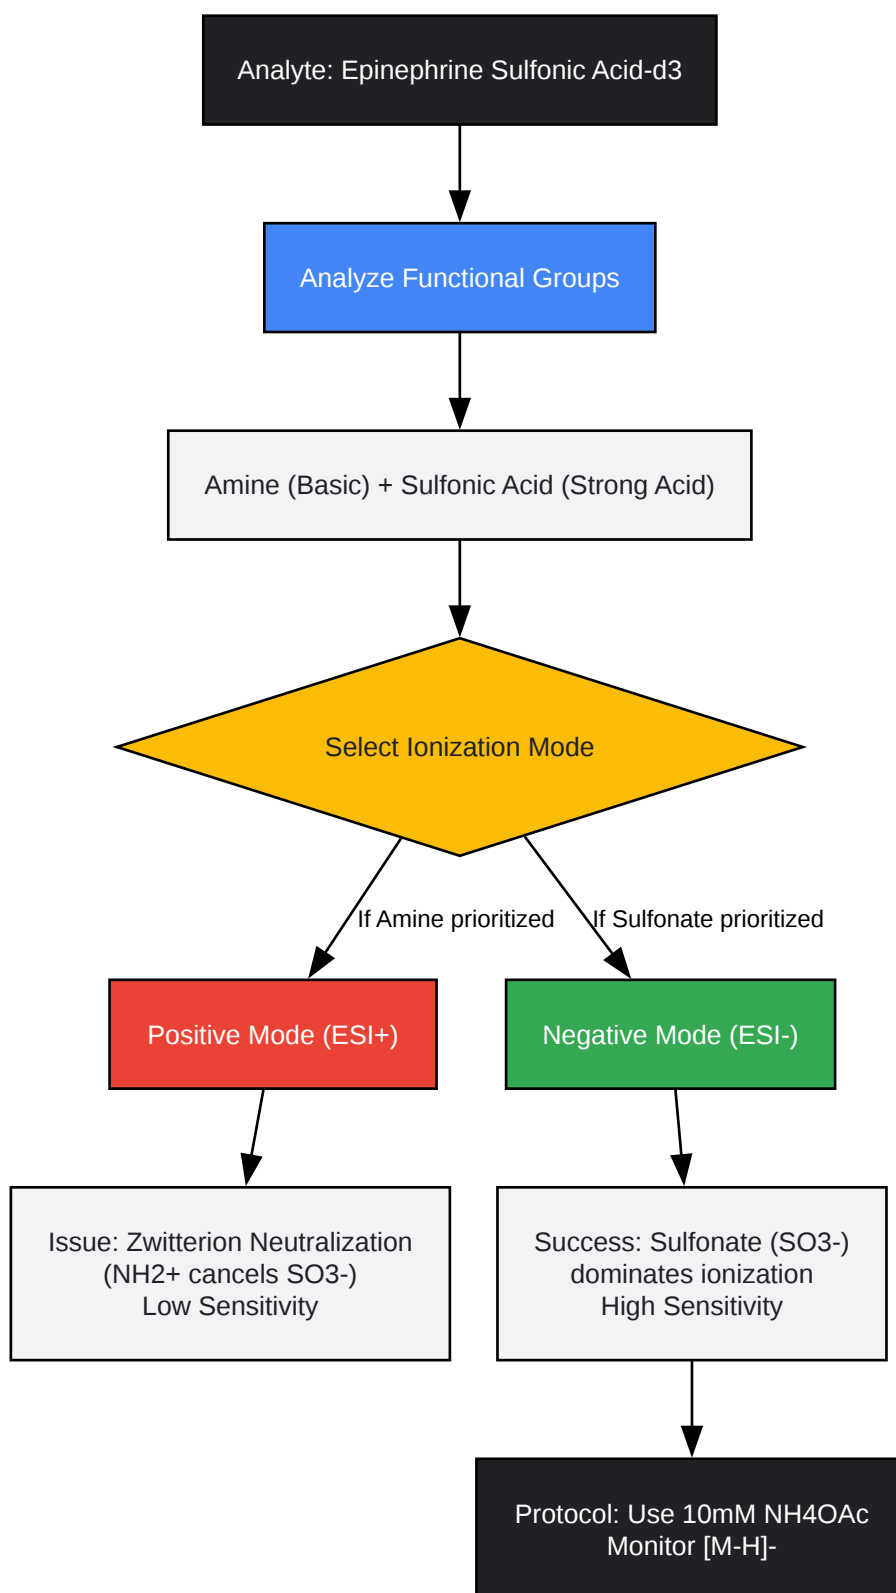 Analyte: Epinephrine Sulfonic Acid-d3
Analyze Functional Groups
Amine (Basic) + Sulfonic Acid (Strong Acid)
Select Ionization Mode
If Amine prioritized
If Sulfonate prioritized
Positive Mode (ESI+)
Negative Mode (ESI-)
Issue: Zwitterion Neutralization
(NH2+ cancels SO3-)
Low Sensitivity
Success: Sulfonate (SO3-)
dominates ionization
High Sensitivity
Protocol: Use 10mM NH4OAc
Monitor [M-H]-